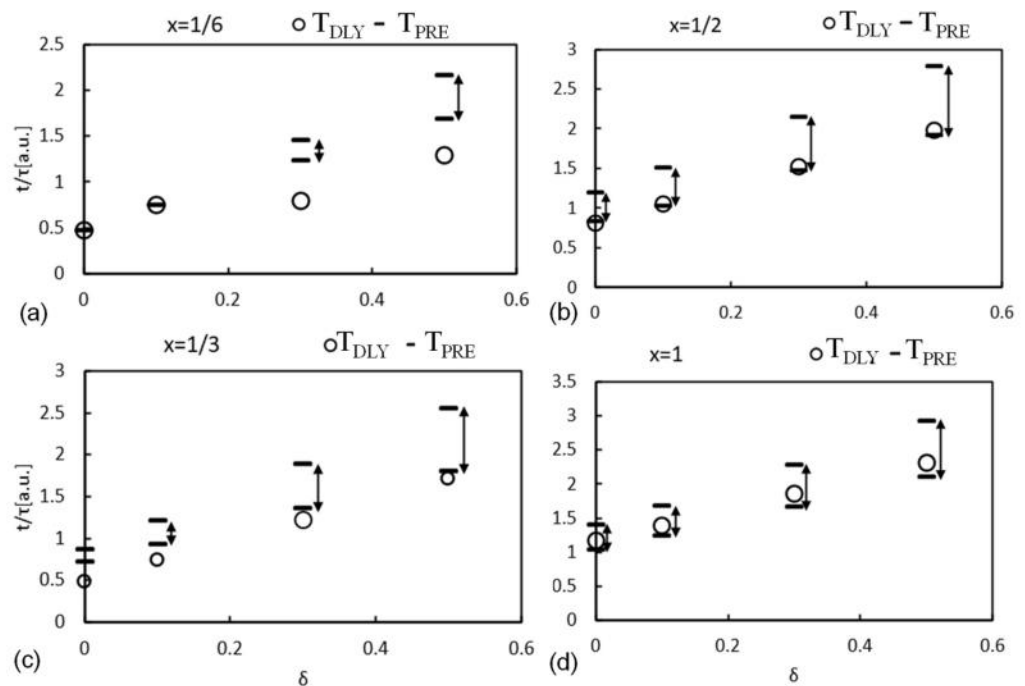 x=1/6 T_DLY – T_PRE
t/τ[a.u.]
2.5
2
1.5
1
0.5
0
0 0.2 0.4 0.6
(a)
x=1/2 T_DLY – T_PRE
3
2.5
2
1.5
1
0.5
0
0 0.2 0.4 0.6
(b)
x=1/3 T_DLY – T_PRE
t/τ[a.u.]
3
2.5
2
1.5
1
0.5
0
0 0.2 0.4 0.6
(c)
δ
x=1 T_DLY – T_PRE
3.5
3
2.5
2
1.5
1
0.5
0
0 0.2 0.4 0.6
(d)
δ